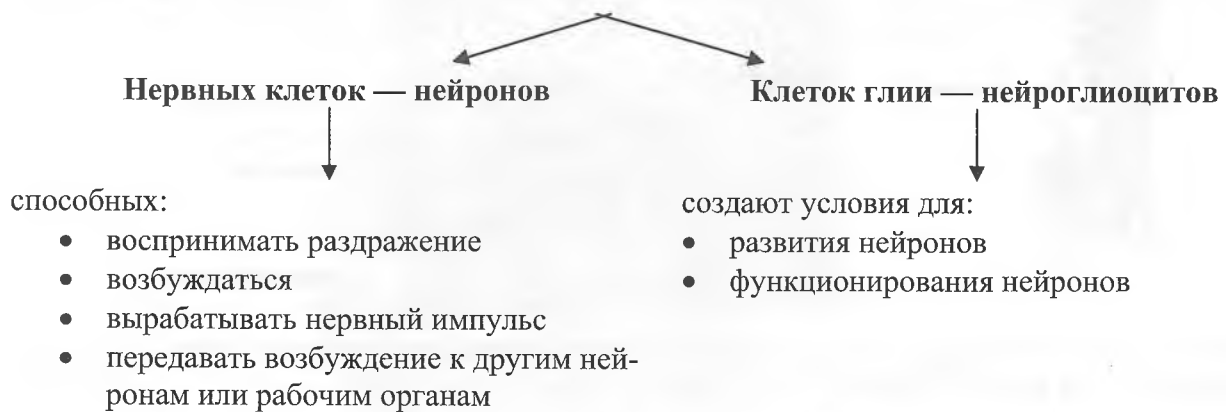 Нервных клеток — нейронов
Клеток глии — нейроглиоцитов
способных:
• воспринимать раздражение
• возбуждаться
• вырабатывать нервный импульс
• передавать возбуждение к другим ней-
ронам или рабочим органам
создают условия для:
• развития нейронов
• функционирования нейронов